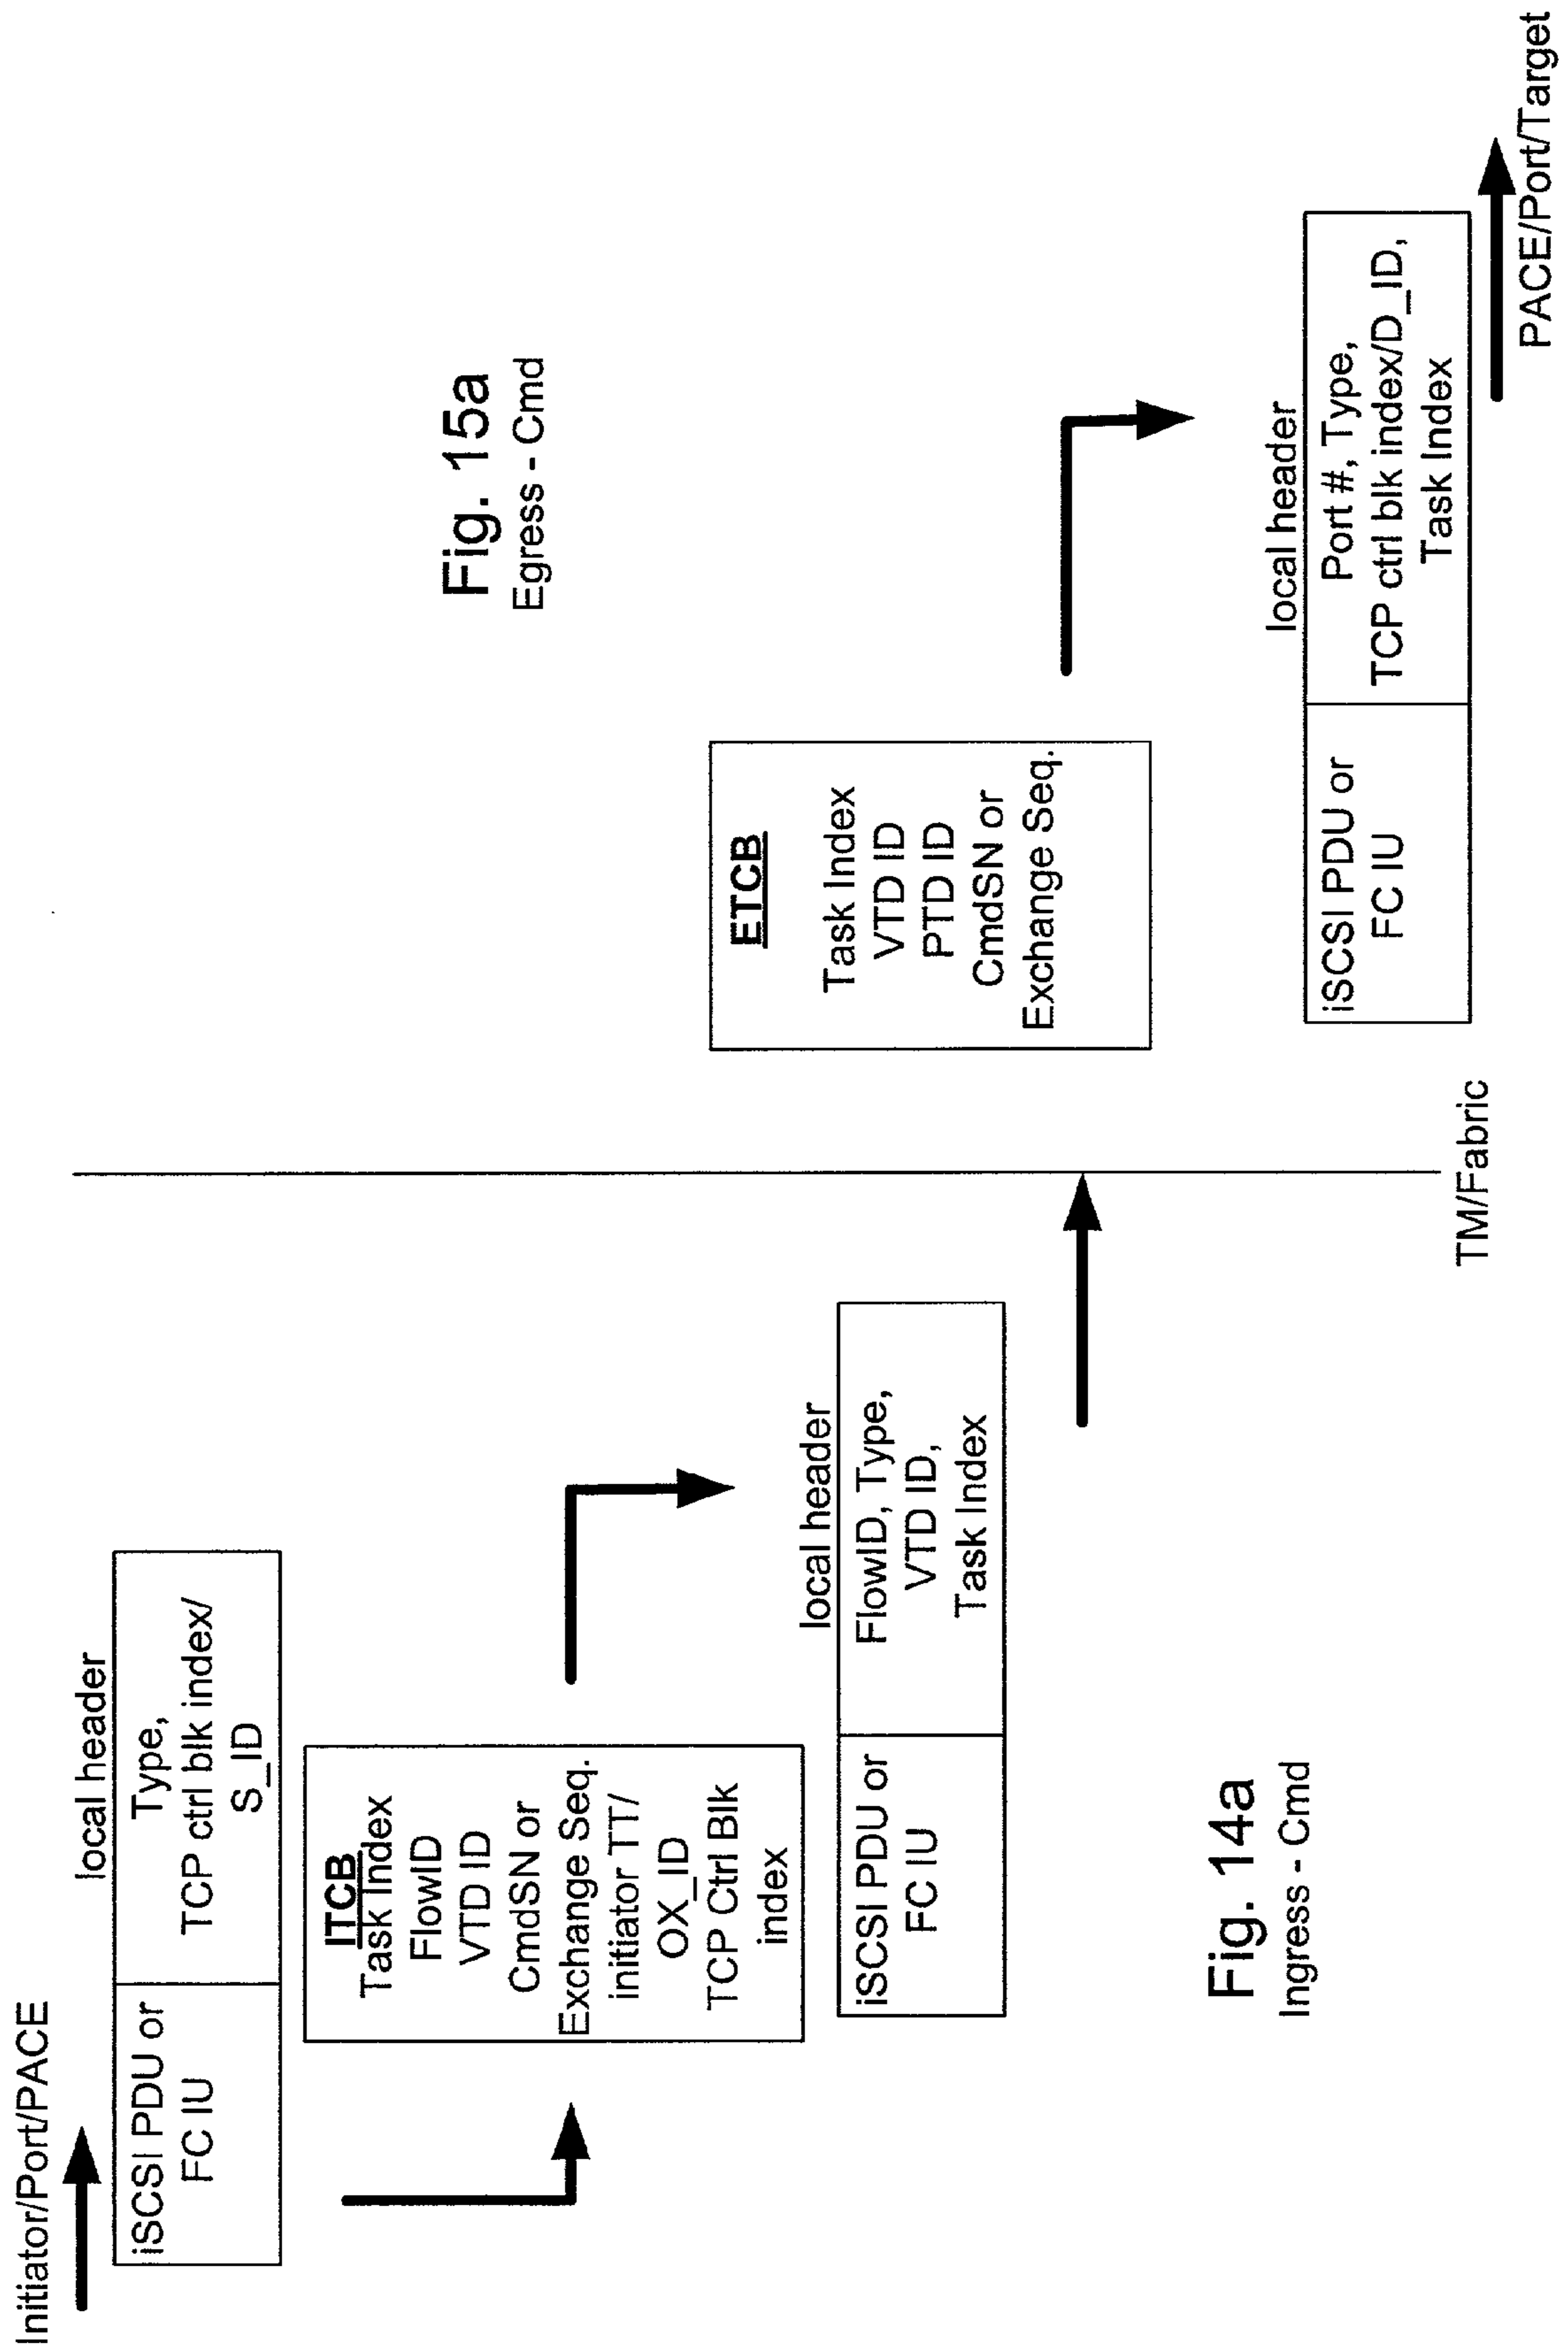 Initiator/Port/PACE
local header
iSCSI PDU or
FC IU
Type,
TCP ctrl blk index/
S_ID
ITCB
Task Index
FlowID
VTD ID
CmdSN or
Exchange Seq.
initiator TT/
OX_ID
TCP Ctrl Blk
index
local header
iSCSI PDU or
FC IU
FlowID, Type,
VTD ID,
Task Index
Fig. 14a
Ingress - Cmd
TM/Fabric
Fig. 15a
Egress - Cmd
ETCB
Task Index
VTD ID
PTD ID
CmdSN or
Exchange Seq.
local header
iSCSI PDU or
FC IU
Port #, Type,
TCP ctrl blk index/D_ID,
Task Index
PACE/Port/Target